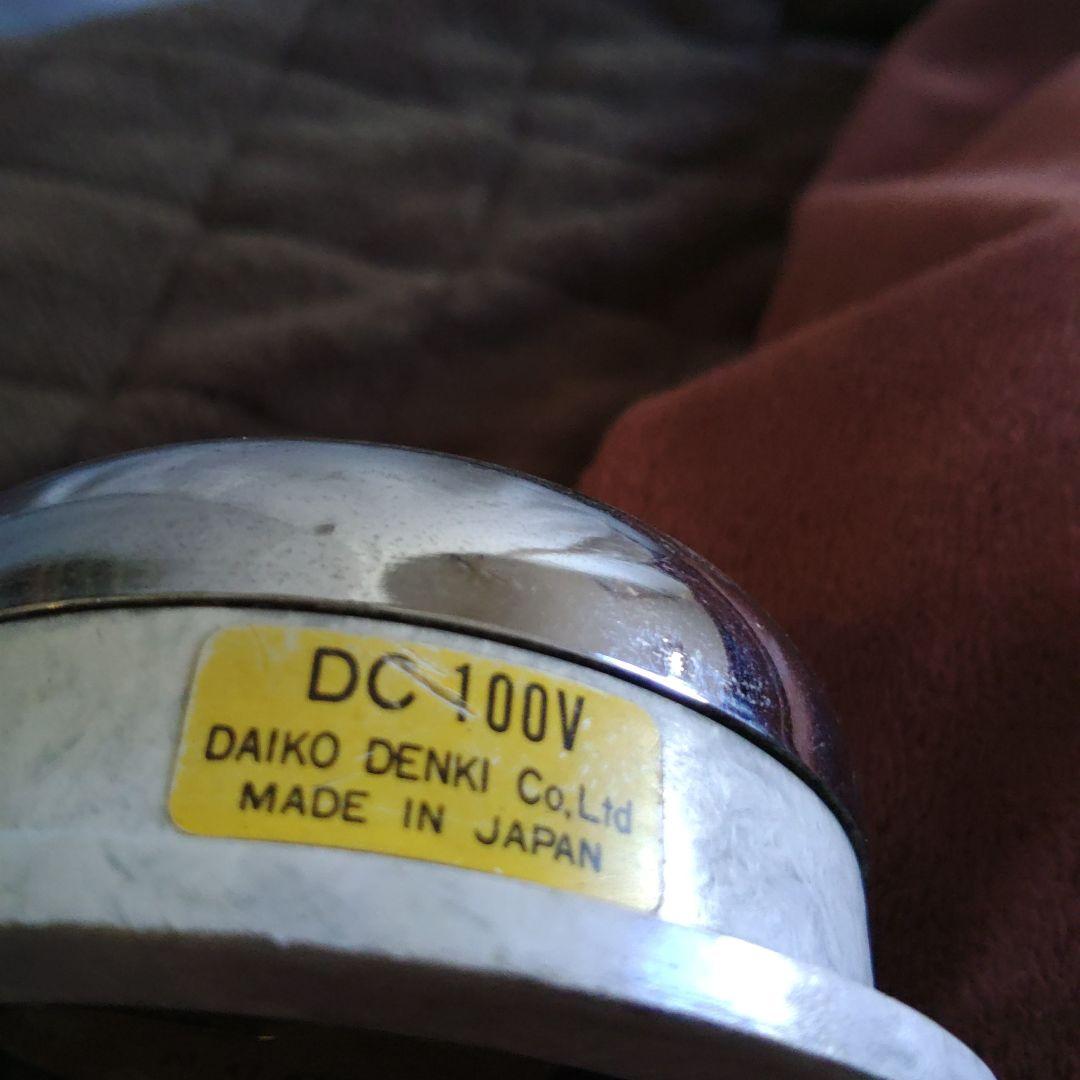 DC 100V
DAIKO DENKI Co,Ltd
MADE IN JAPAN